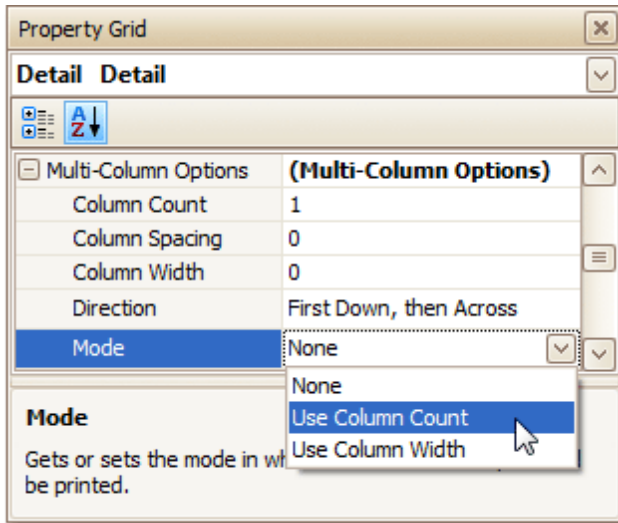 Property Grid
Detail Detail
A
Z
Multi-Column Options (Multi-Column Options)
Column Count 1
Column Spacing 0
Column Width 0
Direction First Down, then Across
Mode None
None
Use Column Count
Use Column Width
Mode
Gets or sets the mode in
be printed.